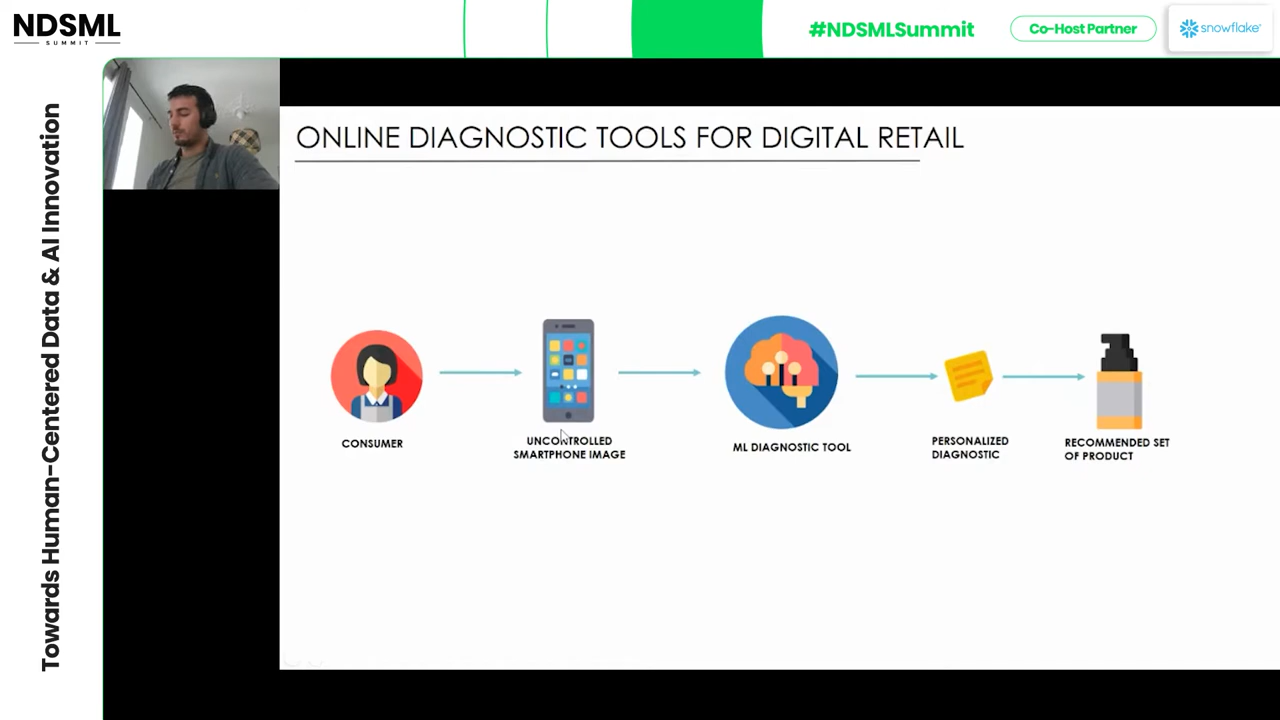 NDSML
SUMMIT
#NDSMLSummit
Co-Host Partner
snowflake
Towards Human-Centered Data & AI Innovation
ONLINE DIAGNOSTIC TOOLS FOR DIGITAL RETAIL
CONSUMER
UNCONTROLLED
SMARTPHONE IMAGE
ML DIAGNOSTIC TOOL
PERSONALIZED
DIAGNOSTIC
RECOMMENDED SET
OF PRODUCT